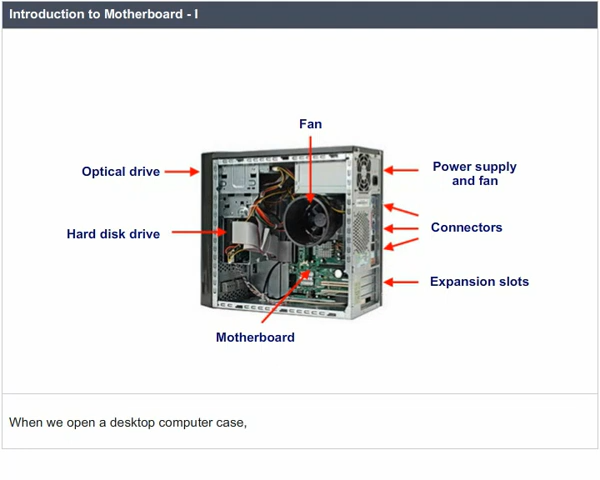 Introduction to Motherboard - I
Fan
Optical drive
Power supply
and fan
Hard disk drive
Connectors
Expansion slots
Motherboard
When we open a desktop computer case,